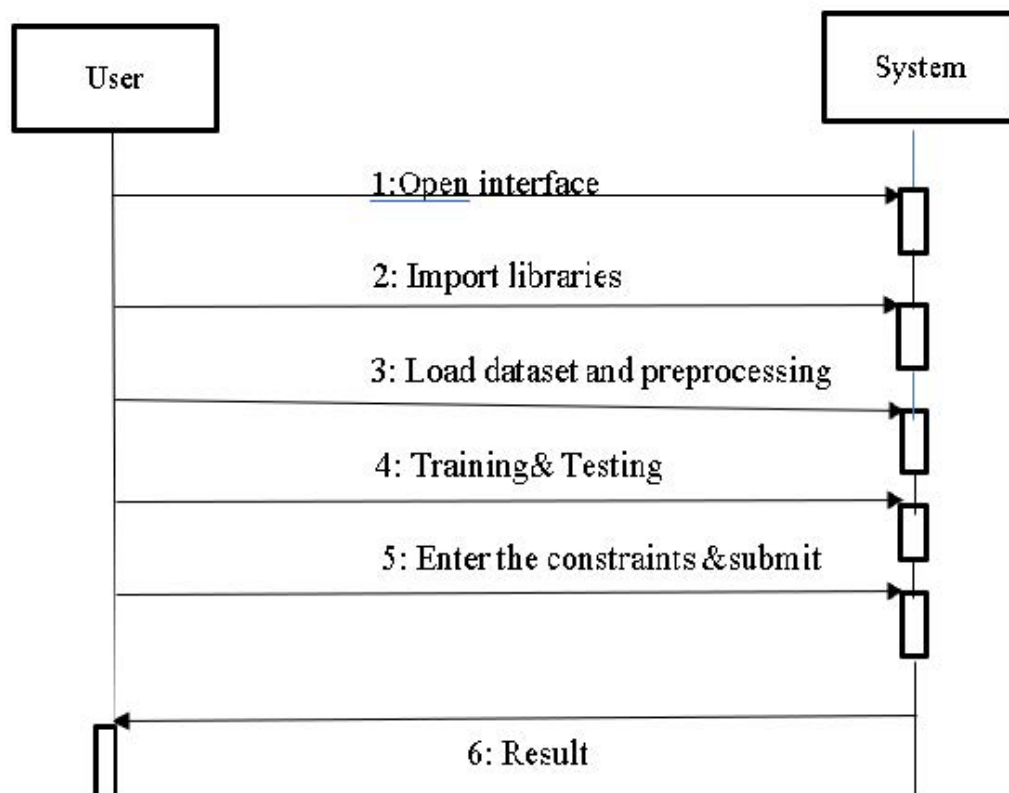 User
System
1:Open interface
2: Import libraries
3: Load dataset and preprocessing
4: Training& Testing
5: Enter the constraints &submit
6: Result